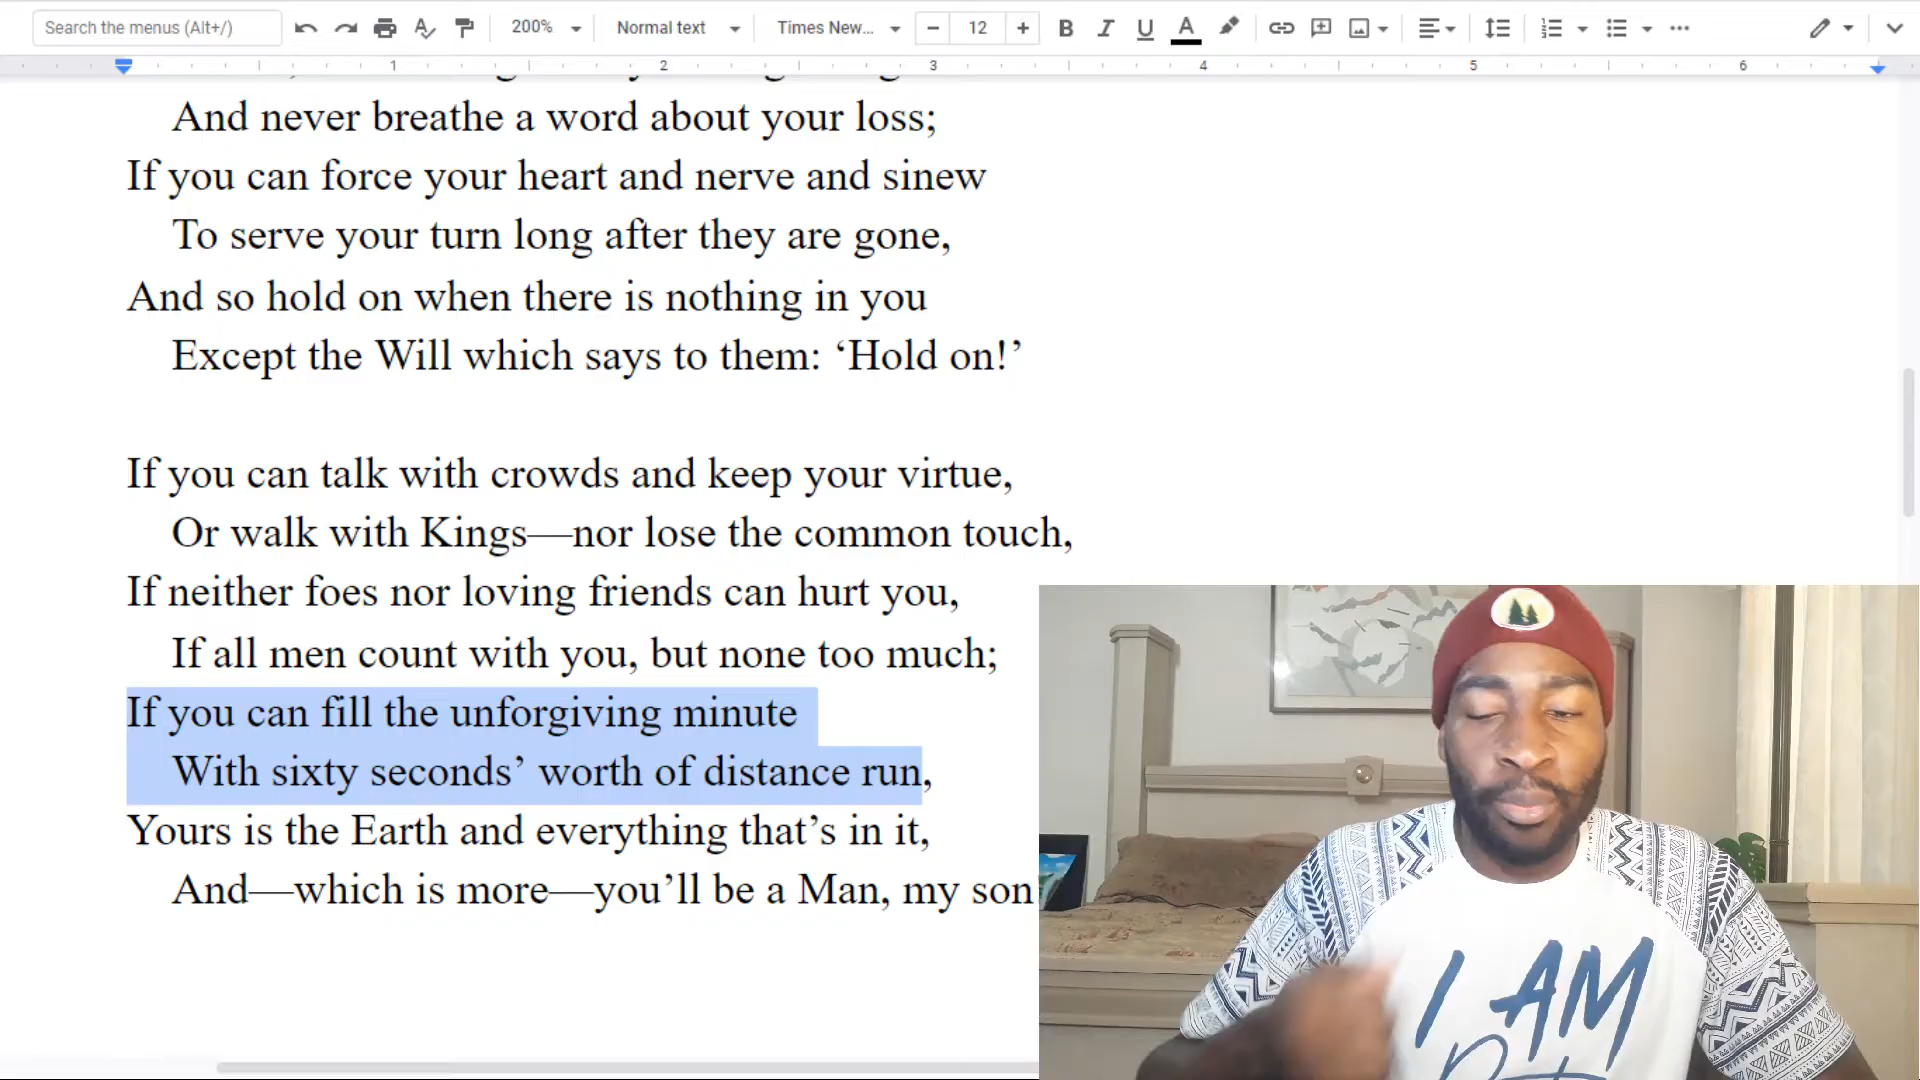 Search the menus (Alt+/)
200%
Normal text
Times New...
12
B
I
U
A
1
2
3
4
5
6
And never breathe a word about your loss;
If you can force your heart and nerve and sinew
To serve your turn long after they are gone,
And so hold on when there is nothing in you
Except the Will which says to them: ‘Hold on!’
If you can talk with crowds and keep your virtue,
Or walk with Kings—nor lose the common touch,
If neither foes nor loving friends can hurt you,
If all men count with you, but none too much;
If you can fill the unforgiving minute
With sixty seconds’ worth of distance run,
Yours is the Earth and everything that’s in it,
And—which is more—you’ll be a Man, my son
I AM